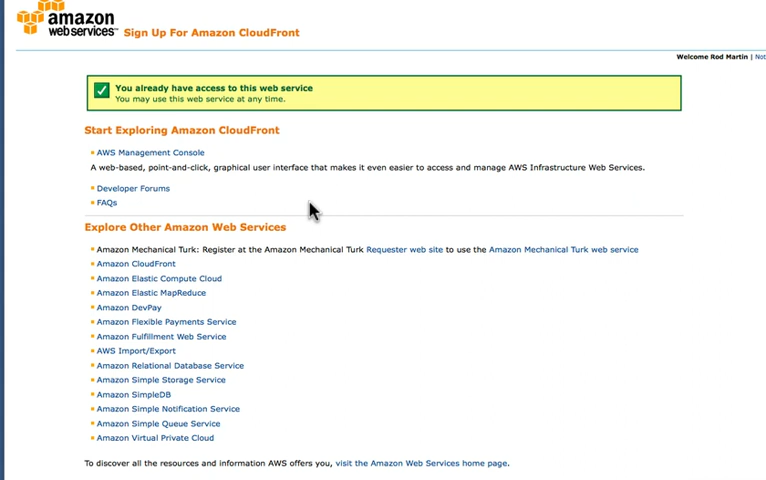 amazon
webservices™ Sign Up For Amazon CloudFront
Welcome Rod Martin | Not
You already have access to this web service
You may use this web service at any time.
Start Exploring Amazon CloudFront
AWS Management Console
A web-based, point-and-click, graphical user interface that makes it even easier to access and manage AWS Infrastructure Web Services.
Developer Forums
FAQs
Explore Other Amazon Web Services
Amazon Mechanical Turk: Register at the Amazon Mechanical Turk Requester web site to use the Amazon Mechanical Turk web service
Amazon CloudFront
Amazon Elastic Compute Cloud
Amazon Elastic MapReduce
Amazon DevPay
Amazon Flexible Payments Service
Amazon Fulfillment Web Service
AWS Import/Export
Amazon Relational Database Service
Amazon Simple Storage Service
Amazon SimpleDB
Amazon Simple Notification Service
Amazon Simple Queue Service
Amazon Virtual Private Cloud
To discover all the resources and information AWS offers you, visit the Amazon Web Services home page.